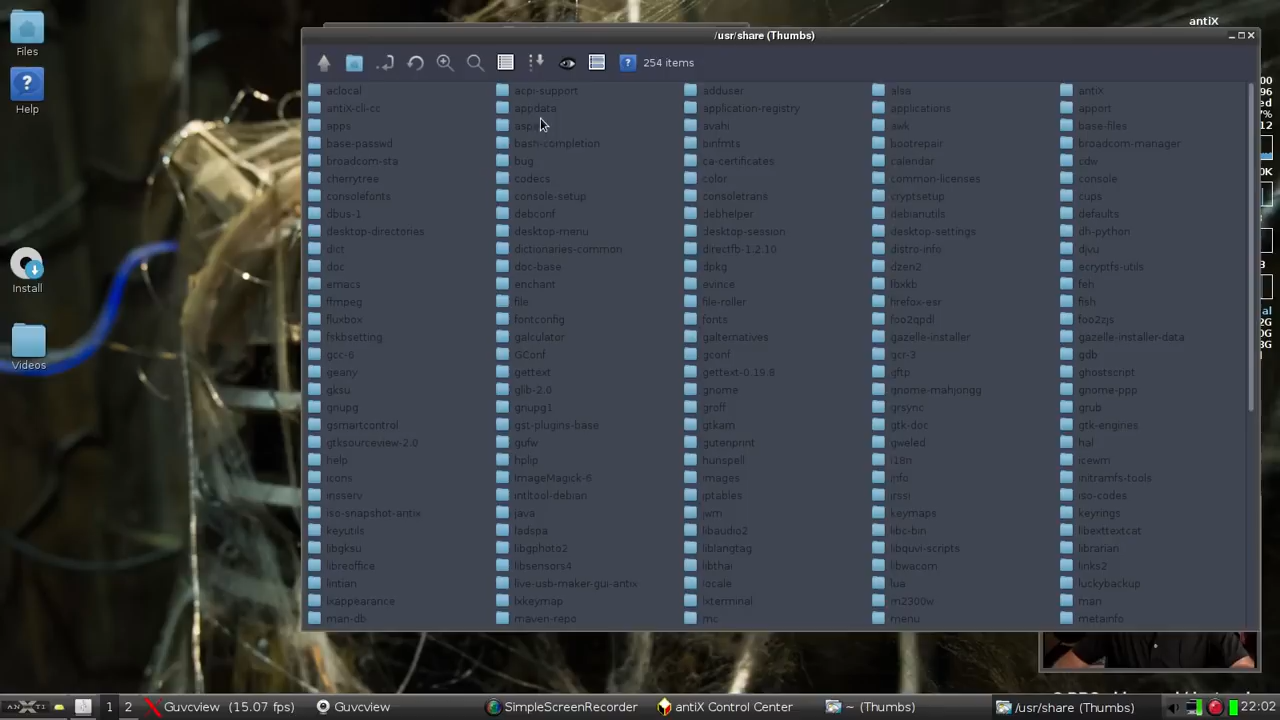 antiX
/usr/share (Thumbs)
254 items
Files
Help
Install
Videos
aclocal acpi-support adduser alsa antiX
antiX-cli-cc appdata application-registry applications apport
apps avahi awk base-files
base-passwd bash-completion binfmts bootrepair broadcom-manager
broadcom-sta bug ca-certificates calendar cdw
cherrytree codecs color common-licenses console
consolefonts console-setup consoletrans cryptsetup cups
dbus-1 debconf debhelper debianutils defaults
desktop-directories desktop-menu desktop-session desktop-settings dh-python
dict dictionaries-common directfb-1.2.10 distro-info djvu
doc doc-base dpkg dzen2 ecryptfs-utils
emacs enchant evince fbxkb feh
ffmpeg file file-roller firefox-esr fish
fluxbox fontconfig fonts foo2qpdl foo2zjs
fskbsetting galculator galternatives gazelle-installer gazelle-installer-data
gcc-6 GConf gconf gcr-3 gdb
geany gettext gettext-0.19.8 gftp ghostscript
gksu glib-2.0 gnome gnome-mahjongg gnome-ppp
gnupg gnupg1 groff grsync grub
gsmartcontrol gst-plugins-base gtkam gtk-doc gtk-engines
gtksourceview-2.0 gufw gutenprint gweled hal
help hplip hunspell i18n icewm
icons ImageMagick-6 images info initramfs-tools
insserv intltool-debian iptables irssi iso-codes
iso-snapshot-antix java jwm keymaps keyrings
keyutils ladspa libaudio2 libc-bin libexttextcat
libgksu libgphoto2 liblangtag libquvi-scripts librarian
libreoffice libsensors4 libthai libwacom links2
lintian live-usb-maker-gui-antix locale lua luckybackup
lxappearance lxkeymap lxterminal m2300w man
man-db maven-repo mc menu metainfo
1 2 Guvcview (15.07 fps) Guvcview SimpleScreenRecorder antiX Control Center ~ (Thumbs) /usr/share (Thumbs) 22:02